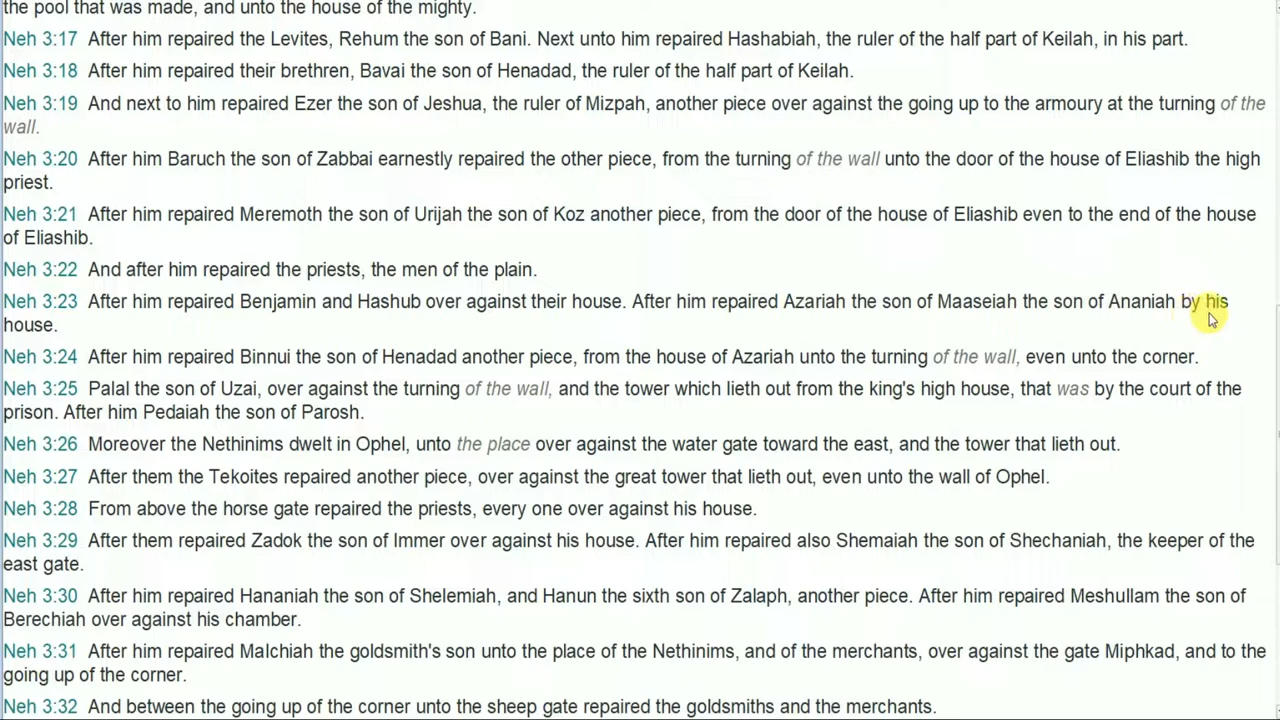 the pool that was made, and unto the house of the mighty.
Neh 3:17 After him repaired the Levites, Rehum the son of Bani. Next unto him repaired Hashabiah, the ruler of the half part of Keilah, in his part.
Neh 3:18 After him repaired their brethren, Bavai the son of Henadad, the ruler of the half part of Keilah.
Neh 3:19 And next to him repaired Ezer the son of Jeshua, the ruler of Mizpah, another piece over against the going up to the armoury at the turning of the
wall.
Neh 3:20 After him Baruch the son of Zabbai earnestly repaired the other piece, from the turning of the wall unto the door of the house of Eliashib the high
priest.
Neh 3:21 After him repaired Meremoth the son of Urijah the son of Koz another piece, from the door of the house of Eliashib even to the end of the house
of Eliashib.
Neh 3:22 And after him repaired the priests, the men of the plain.
Neh 3:23 After him repaired Benjamin and Hashub over against their house. After him repaired Azariah the son of Maaseiah the son of Ananiah by his
house.
Neh 3:24 After him repaired Binnui the son of Henadad another piece, from the house of Azariah unto the turning of the wall, even unto the corner.
Neh 3:25 Palal the son of Uzai, over against the turning of the wall, and the tower which lieth out from the king's high house, that was by the court of the
prison. After him Pedaiah the son of Parosh.
Neh 3:26 Moreover the Nethinims dwelt in Ophel, unto the place over against the water gate toward the east, and the tower that lieth out.
Neh 3:27 After them the Tekoites repaired another piece, over against the great tower that lieth out, even unto the wall of Ophel.
Neh 3:28 From above the horse gate repaired the priests, every one over against his house.
Neh 3:29 After them repaired Zadok the son of Immer over against his house. After him repaired also Shemaiah the son of Shechaniah, the keeper of the
east gate.
Neh 3:30 After him repaired Hananiah the son of Shelemiah, and Hanun the sixth son of Zalaph, another piece. After him repaired Meshullam the son of
Berechiah over against his chamber.
Neh 3:31 After him repaired Malchiah the goldsmith's son unto the place of the Nethinims, and of the merchants, over against the gate Miphkad, and to the
going up of the corner.
Neh 3:32 And between the going up of the corner unto the sheep gate repaired the goldsmiths and the merchants.